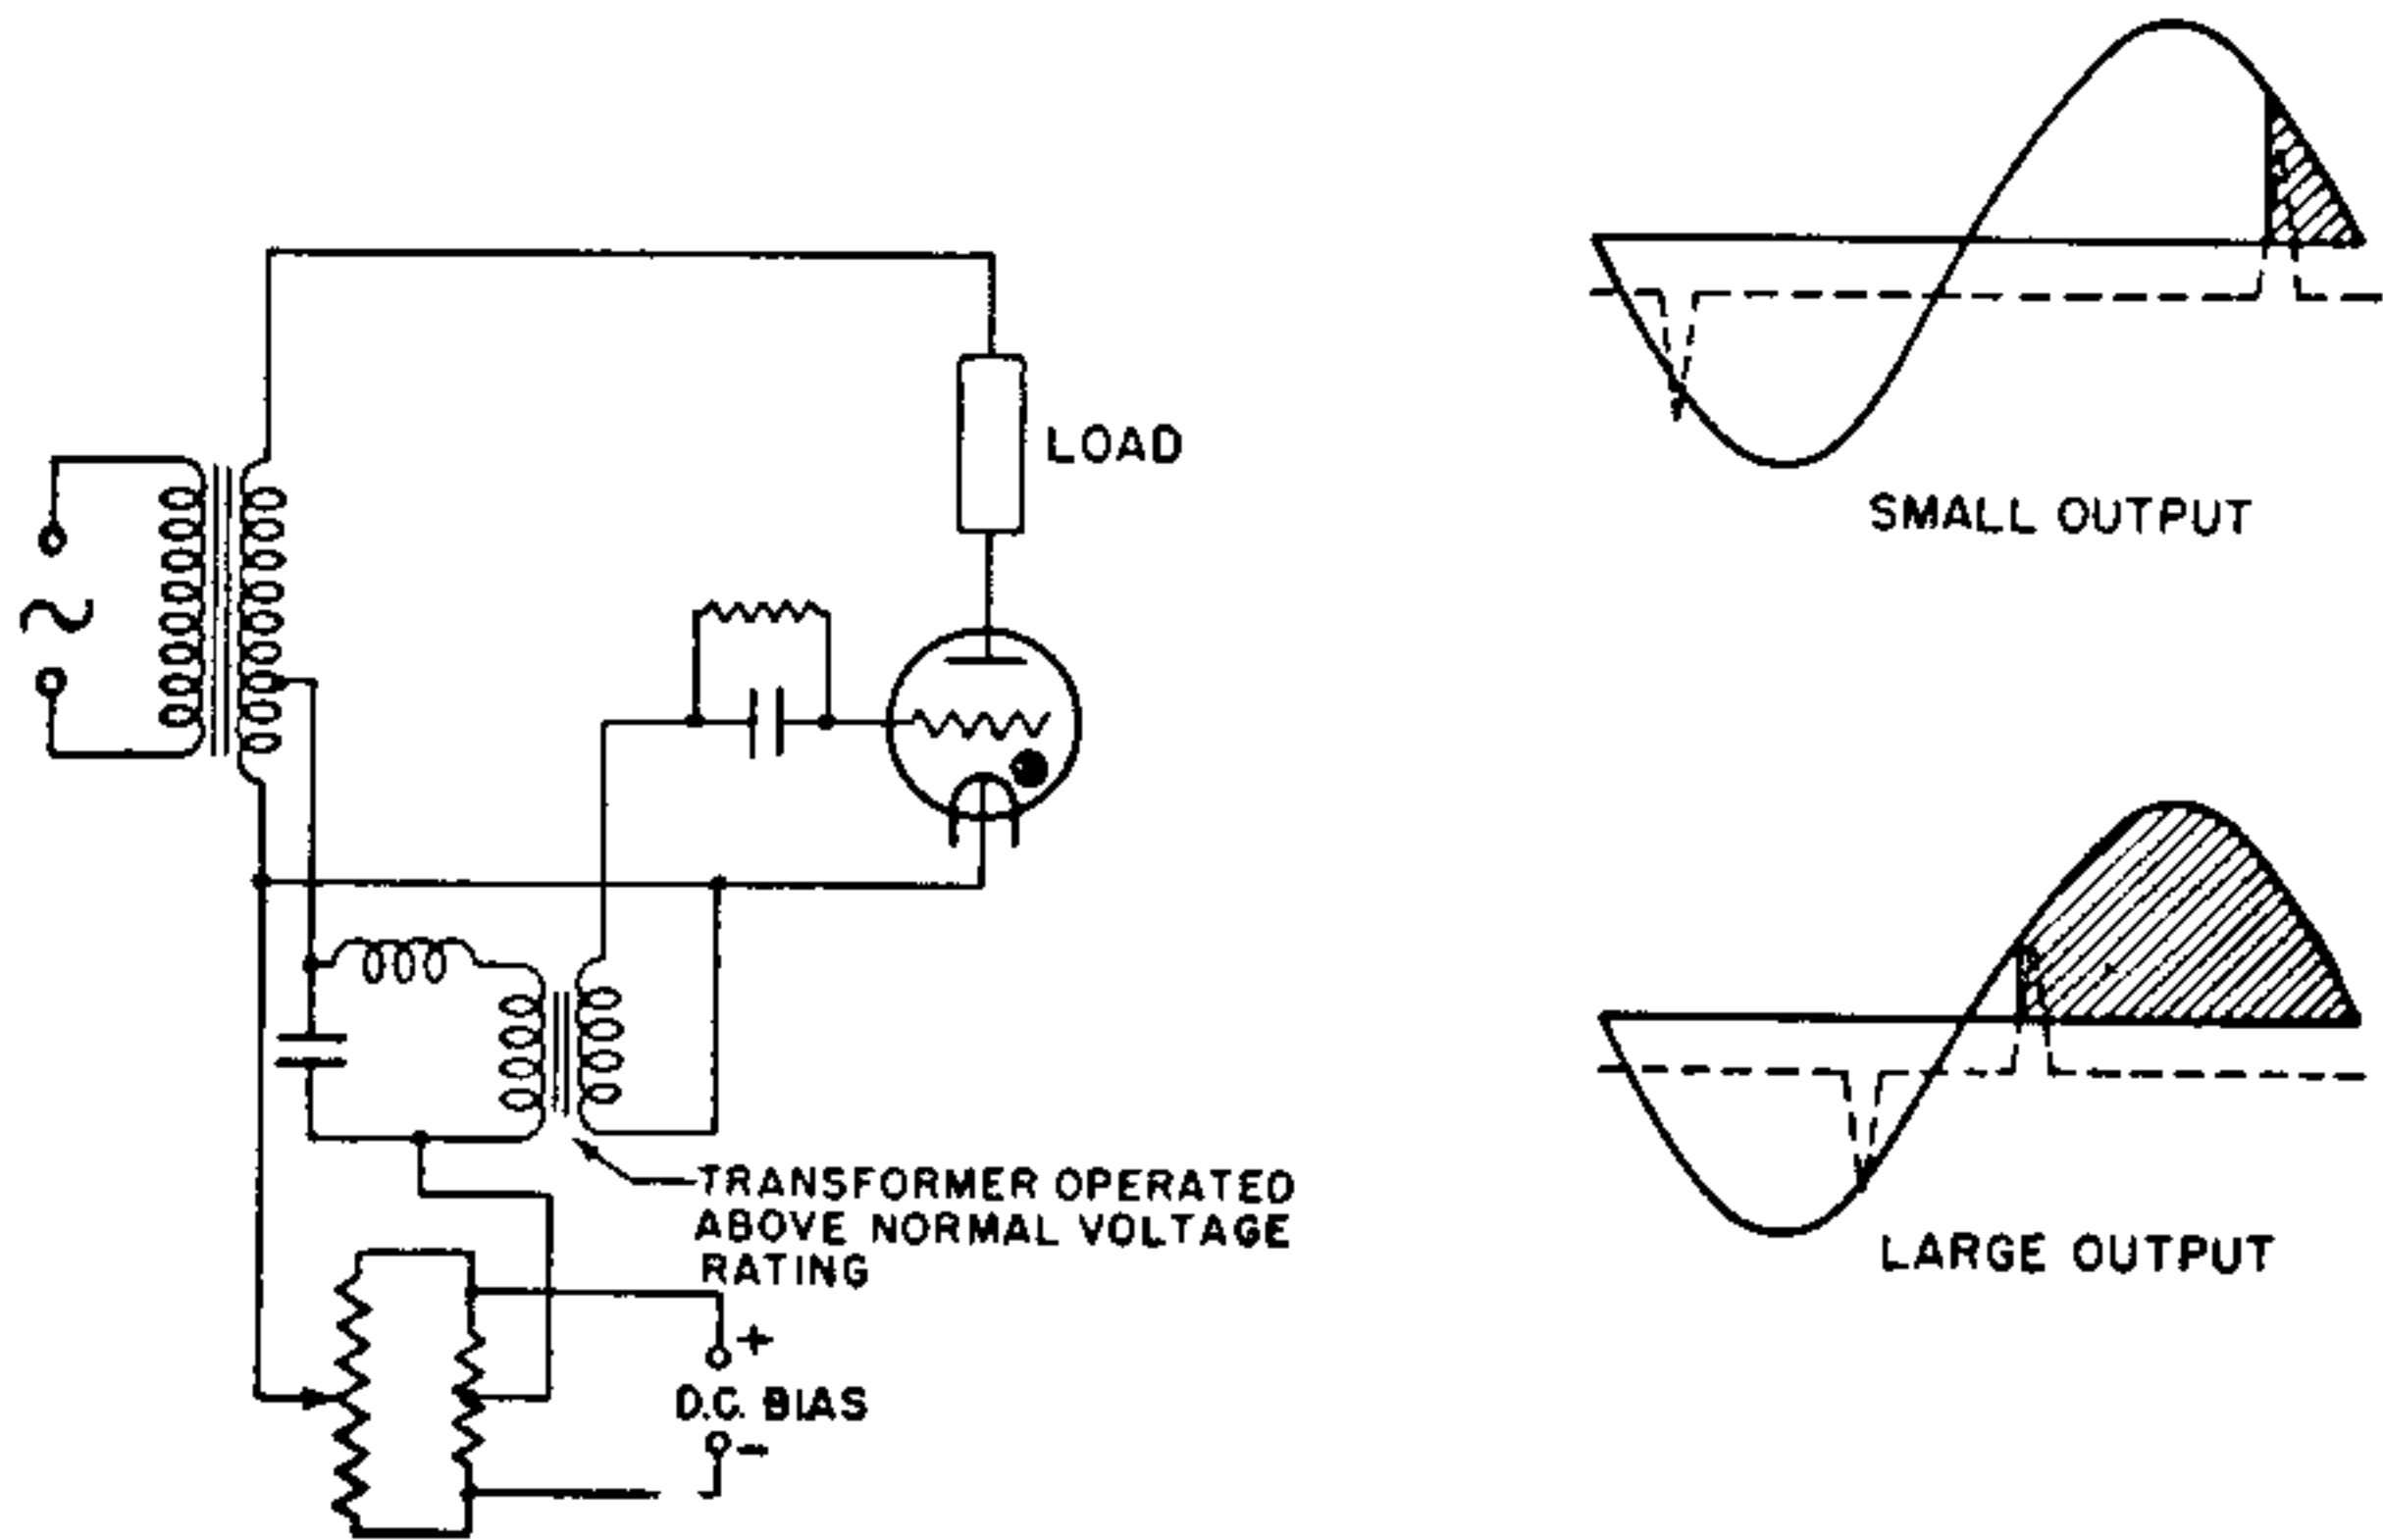 LOAD
TRANSFORMER OPERATED
ABOVE NORMAL VOLTAGE
RATING
+
D.C. BIAS
-
SMALL OUTPUT
LARGE OUTPUT